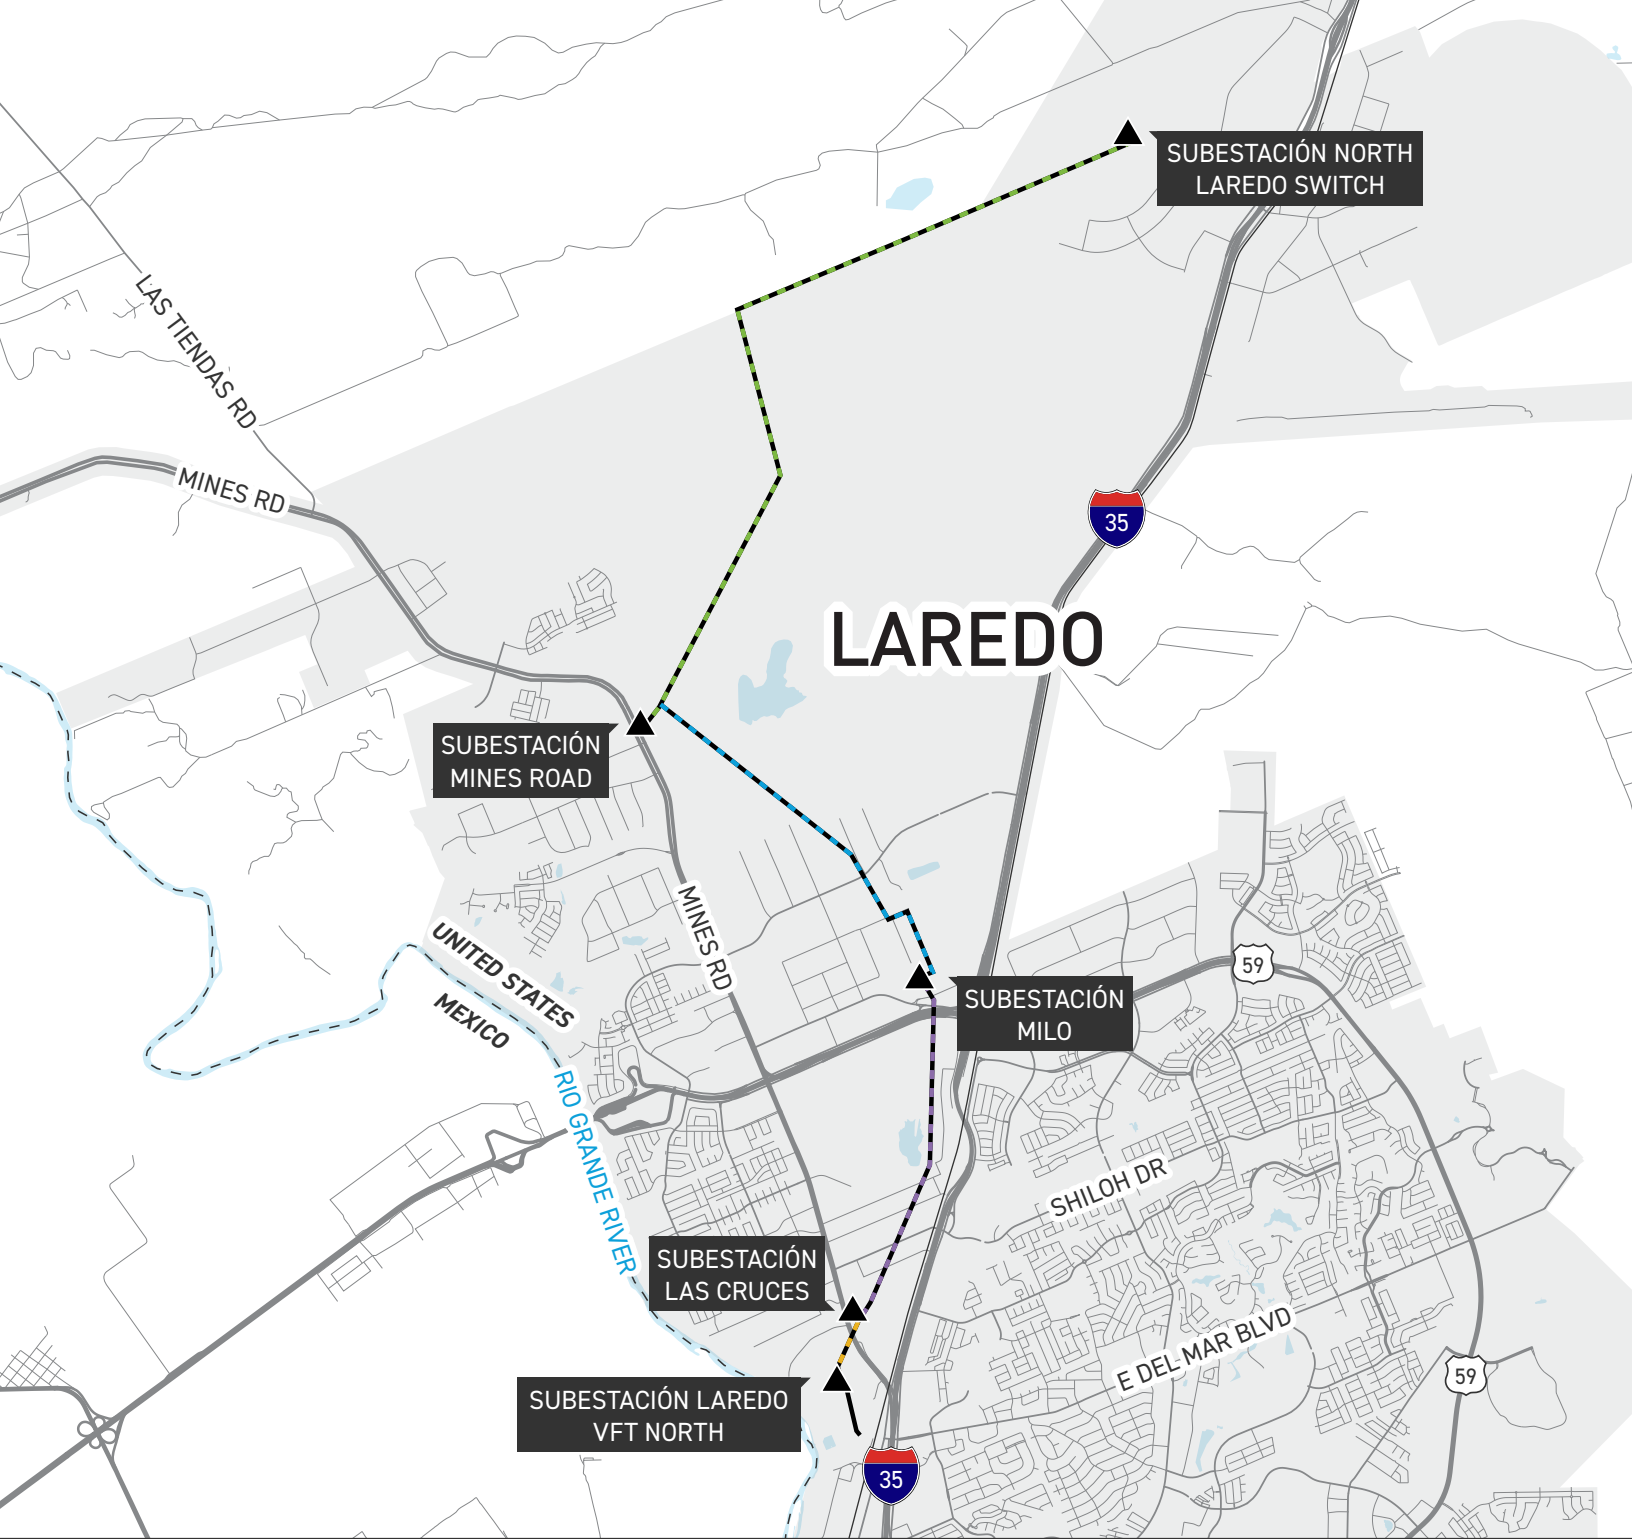 SUBESTACIÓN NORTH
LAREDO SWITCH
LAS TIENDAS RD
MINES RD
35
LAREDO
SUBESTACIÓN
MINES ROAD
MINES RD
UNITED STATES
MEXICO
59
SUBESTACIÓN
MILO
RIO GRANDE RIVER
SHILOH DR
SUBESTACIÓN
LAS CRUCES
E DEL MAR BLVD
59
SUBESTACIÓN LAREDO
VFT NORTH
35